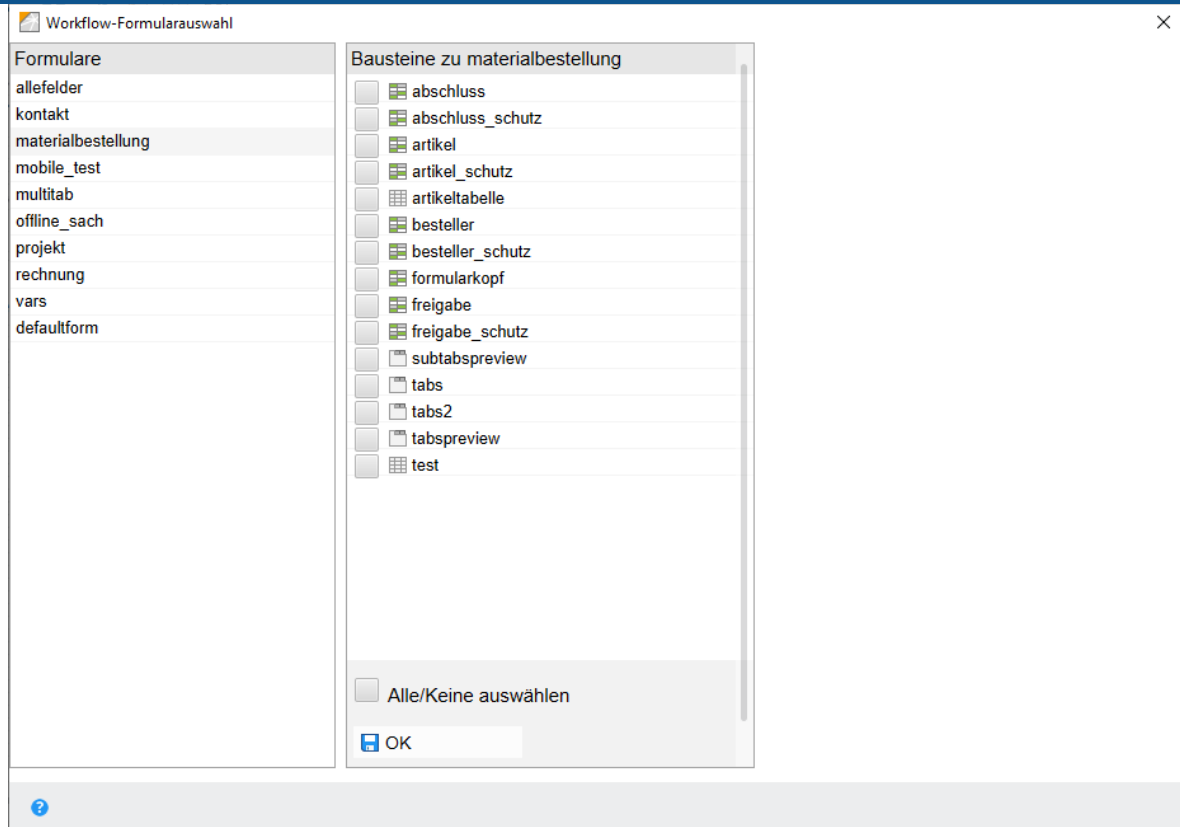 Workflow-Formularauswahl
Formulare
allefelder
kontakt
materialbestellung
mobile_test
multitab
offline_sach
projekt
rechnung
vars
defaultform
Bausteine zu materialbestellung
abschluss
abschluss_schutz
artikel
artikel_schutz
artikeltabelle
besteller
besteller_schutz
formularkopf
freigabe
freigabe_schutz
subtabspreview
tabs
tabs2
tabspreview
test
Alle/Keine auswählen
OK